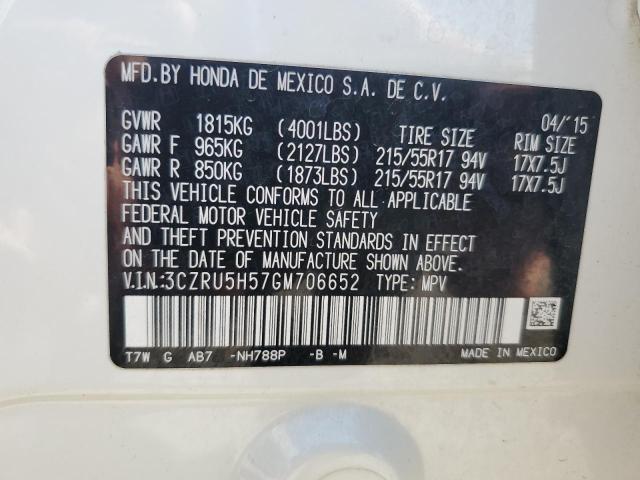 MFD.BY HONDA DE MEXICO S.A. DE C.V.
04/'15
GVWR 1815KG (4001LBS) TIRE SIZE RIM SIZE
GAWR F 965KG (2127LBS) 215/55R17 94V 17X7.5J
GAWR R 850KG (1873LBS) 215/55R17 94V 17X7.5J
THIS VEHICLE CONFORMS TO ALL APPLICABLE
FEDERAL MOTOR VEHICLE SAFETY
AND THEFT PREVENTION STANDARDS IN EFFECT
ON THE DATE OF MANUFACTURE SHOWN ABOVE.
V.I.N.:3CZRU5H57GM706652 TYPE: MPV
T7W G AB7 -NH788P -B -M MADE IN MEXICO